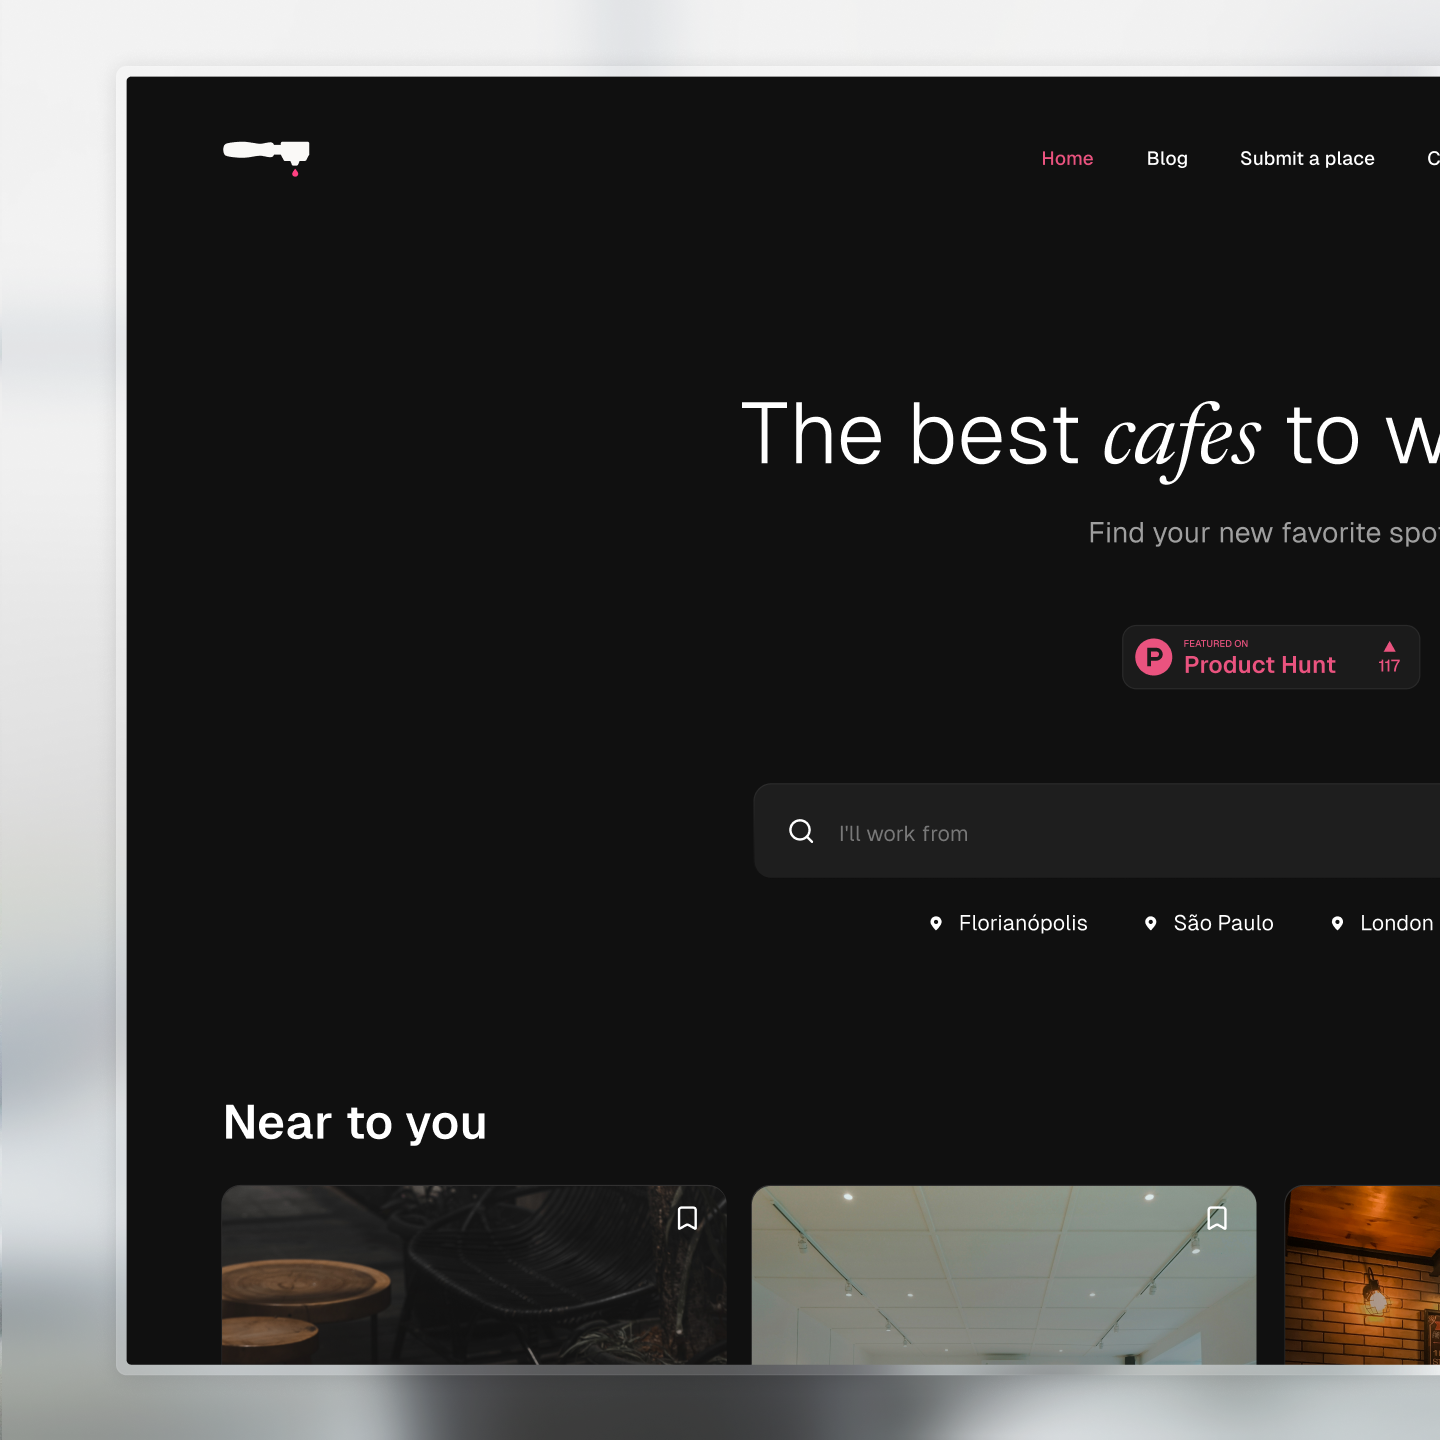 Home Blog Submit a place C
The best cafes to w
Find your new favorite spot
FEATURED ON
Product Hunt
117
I'll work from
Florianópolis São Paulo London
Near to you